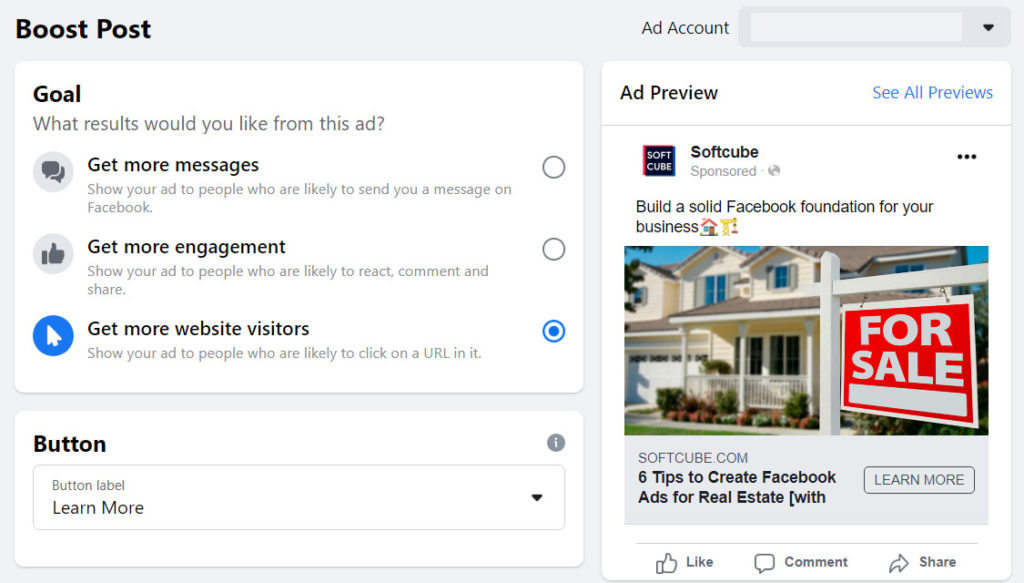 Boost Post
Ad Account
Goal
What results would you like from this ad?
Get more messages
Show your ad to people who are likely to send you a message on
Facebook.
Get more engagement
Show your ad to people who are likely to react, comment and
share.
Get more website visitors
Show your ad to people who are likely to click on a URL in it.
Button
Button label
Learn More
Ad Preview
See All Previews
SOFT
CUBE
Softcube
Sponsored ·
Build a solid Facebook foundation for your
business🏠🏗️
FOR
SALE
SOFTCUBE.COM
6 Tips to Create Facebook
Ads for Real Estate [with
LEARN MORE
Like
Comment
Share